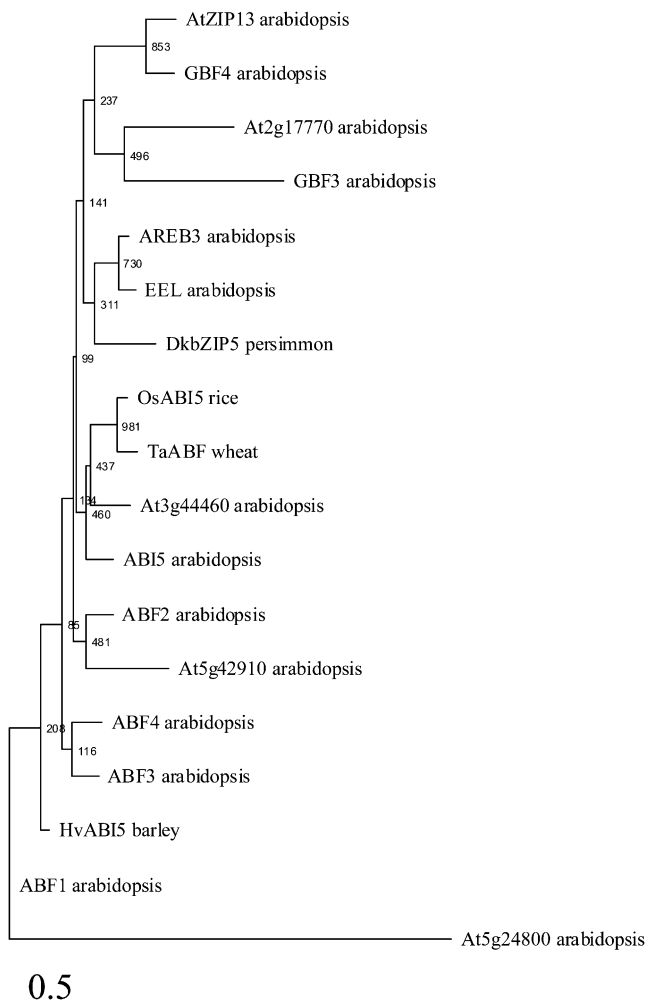 AtZIP13 arabidopsis
853
GBF4 arabidopsis
237
At2g17770 arabidopsis
496
GBF3 arabidopsis
141
AREB3 arabidopsis
730
EEL arabidopsis
311
DkbZIP5 persimmon
99
OsABI5 rice
981
TaABF wheat
437
134
At3g44460 arabidopsis
460
ABI5 arabidopsis
ABF2 arabidopsis
85
481
At5g42910 arabidopsis
ABF4 arabidopsis
208
116
ABF3 arabidopsis
HvABI5 barley
ABF1 arabidopsis
At5g24800 arabidopsis
0.5